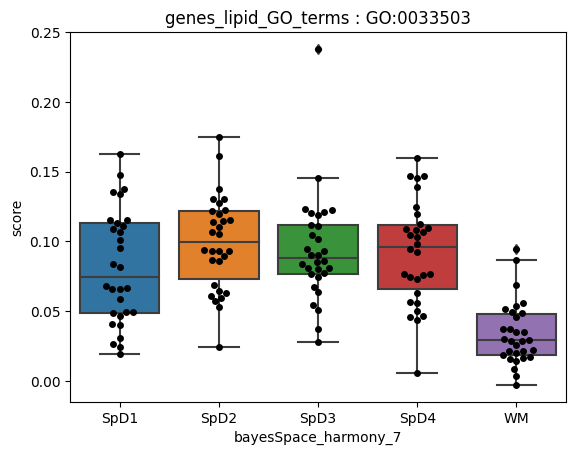 genes_lipid_GO_terms : GO:0033503
0.25
0.20
0.15
0.10
0.05
0.00
score
SpD1 SpD2 SpD3 SpD4 WM
bayesSpace_harmony_7